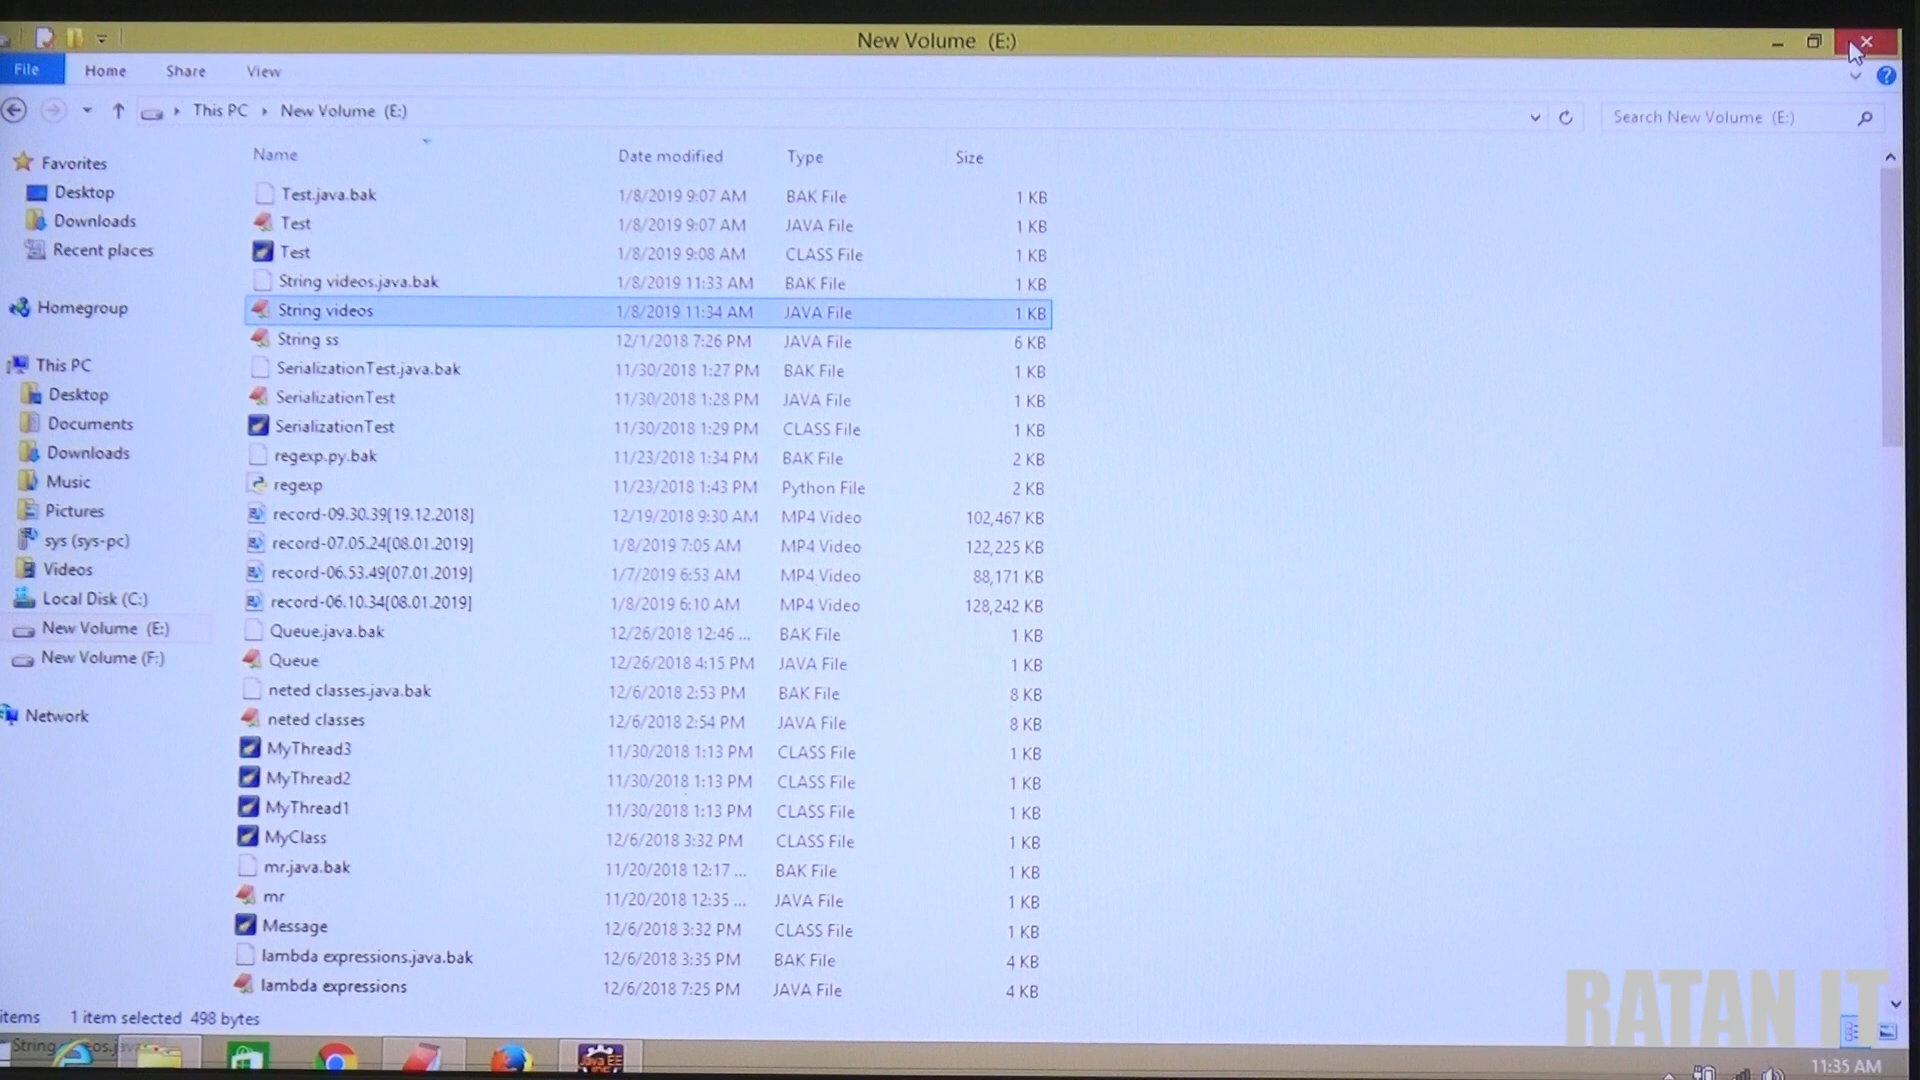 New Volume (E:)
File Home Share View
This PC New Volume (E:)
Search New Volume (E:)
Name Date modified Type Size
Favorites
Desktop
Downloads
Recent places
Homegroup
This PC
Desktop
Documents
Downloads
Music
Pictures
sys (sys-pc)
Videos
Local Disk (C:)
New Volume (E:)
New Volume (F:)
Network
Test.java.bak 1/8/2019 9:07 AM BAK File 1 KB
Test 1/8/2019 9:07 AM JAVA File 1 KB
Test 1/8/2019 9:08 AM CLASS File 1 KB
String videos.java.bak 1/8/2019 11:33 AM BAK File 1 KB
String videos 1/8/2019 11:34 AM JAVA File 1 KB
String ss 12/1/2018 7:26 PM JAVA File 6 KB
SerializationTest.java.bak 11/30/2018 1:27 PM BAK File 1 KB
SerializationTest 11/30/2018 1:28 PM JAVA File 1 KB
SerializationTest 11/30/2018 1:29 PM CLASS File 1 KB
regexp.py.bak 11/23/2018 1:34 PM BAK File 2 KB
regexp 11/23/2018 1:43 PM Python File 2 KB
record-09.30.39[19.12.2018] 12/19/2018 9:30 AM MP4 Video 102,467 KB
record-07.05.24[08.01.2019] 1/8/2019 7:05 AM MP4 Video 122,225 KB
record-06.53.49[07.01.2019] 1/7/2019 6:53 AM MP4 Video 88,171 KB
record-06.10.34[08.01.2019] 1/8/2019 6:10 AM MP4 Video 128,242 KB
Queue.java.bak 12/26/2018 12:46 ... BAK File 1 KB
Queue 12/26/2018 4:15 PM JAVA File 1 KB
neted classes.java.bak 12/6/2018 2:53 PM BAK File 8 KB
neted classes 12/6/2018 2:54 PM JAVA File 8 KB
MyThread3 11/30/2018 1:13 PM CLASS File 1 KB
MyThread2 11/30/2018 1:13 PM CLASS File 1 KB
MyThread1 11/30/2018 1:13 PM CLASS File 1 KB
MyClass 12/6/2018 3:32 PM CLASS File 1 KB
mr.java.bak 11/20/2018 12:17 ... BAK File 1 KB
mr 11/20/2018 12:35 ... JAVA File 1 KB
Message 12/6/2018 3:32 PM CLASS File 1 KB
lambda expressions.java.bak 12/6/2018 3:35 PM BAK File 4 KB
lambda expressions 12/6/2018 7:25 PM JAVA File 4 KB
items 1 item selected 498 bytes
RATAN IT
Java EE
IDE
11:35 AM